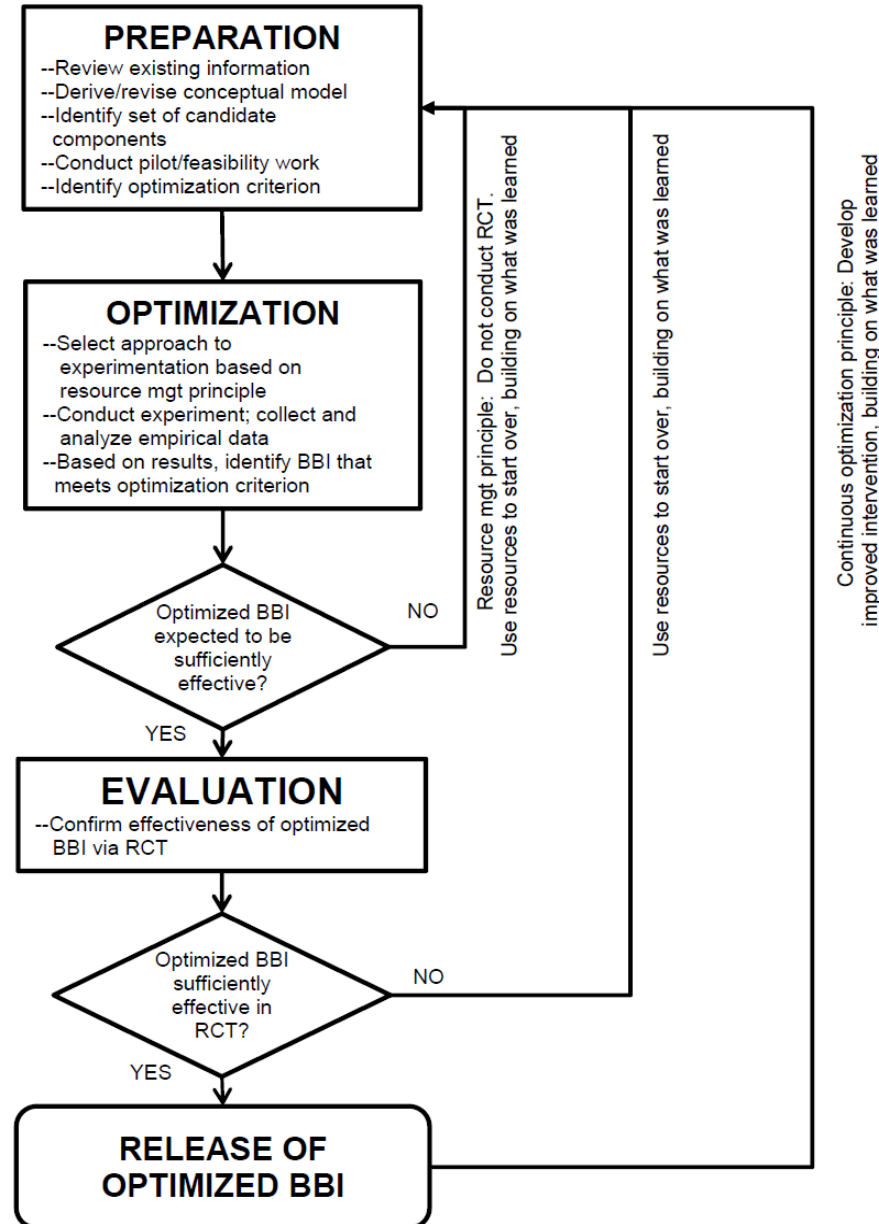 PREPARATION
--Review existing information
--Derive/revise conceptual model
--Identify set of candidate
components
--Conduct pilot/feasibility work
--Identify optimization criterion
OPTIMIZATION
--Select approach to
experimentation based on
resource mgt principle
--Conduct experiment; collect and
analyze empirical data
--Based on results, identify BBI that
meets optimization criterion
Optimized BBI
expected to be
sufficiently
effective?
NO
YES
Resource mgt principle:  Do not conduct RCT.
Use resources to start over, building on what was learned
EVALUATION
--Confirm effectiveness of optimized
BBI via RCT
Optimized BBI
sufficiently
effective in
RCT?
NO
YES
Use resources to start over, building on what was learned
RELEASE OF
OPTIMIZED BBI
Continuous optimization principle: Develop
improved intervention, building on what was learned